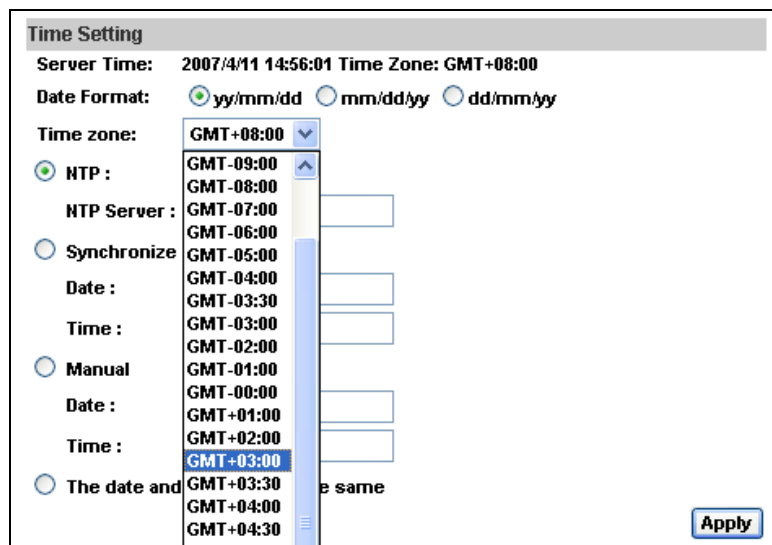 Time Setting
Server Time: 2007/4/11 14:56:01 Time Zone: GMT+08:00
Date Format: yy/mm/dd mm/dd/yy dd/mm/yy
Time zone: GMT+08:00
GMT-09:00
NTP :
GMT-08:00
NTP Server : GMT-07:00
GMT-06:00
Synchronize GMT-05:00
GMT-04:00
Date :
GMT-03:30
Time : GMT-03:00
GMT-02:00
Manual GMT-01:00
GMT-00:00
Date : GMT+01:00
GMT+02:00
Time :
GMT+03:00
The date and GMT+03:30 e same
GMT+04:00
GMT+04:30
Apply